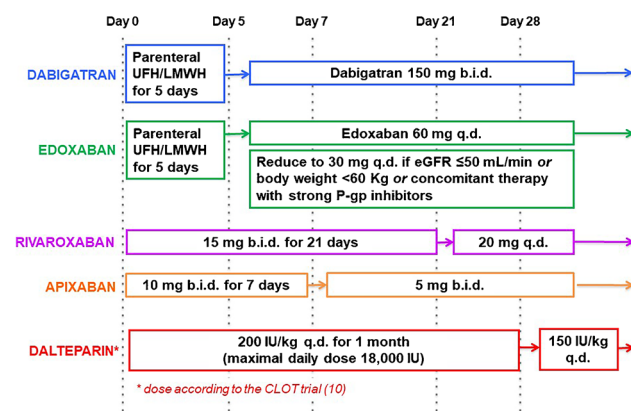 Day 0 Day 5 Day 7 Day 21 Day 28
DABIGATRAN
Parenteral
UFH/LMWH
for 5 days
Dabigatran 150 mg b.i.d.
EDOXABAN
Parenteral
UFH/LMWH
for 5 days
Edoxaban 60 mg q.d.
Reduce to 30 mg q.d. if eGFR ≤50 mL/min or
body weight <60 Kg or concomitant therapy
with strong P-gp inhibitors
RIVAROXABAN
15 mg b.i.d. for 21 days
20 mg q.d.
APIXABAN
10 mg b.i.d. for 7 days
5 mg b.i.d.
DALTEPARIN*
200 IU/kg q.d. for 1 month
(maximal daily dose 18,000 IU)
150 IU/kg
q.d.
* dose according to the CLOT trial (10)